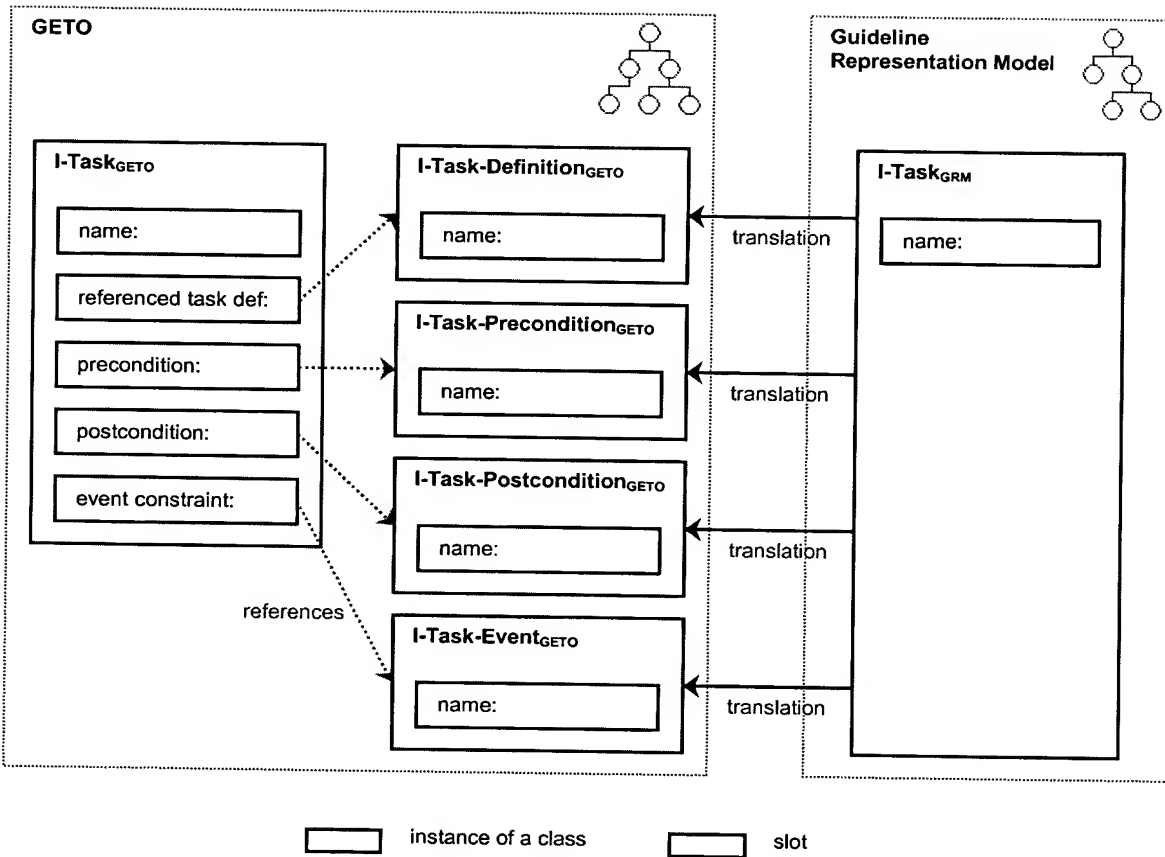 GETO
I-TaskGETO
name:
referenced task def:
precondition:
postcondition:
event constraint:
references
I-Task-DefinitionGETO
name:
I-Task-PreconditionGETO
name:
I-Task-PostconditionGETO
name:
I-Task-EventGETO
name:
translation
translation
translation
translation
Guideline
Representation Model
I-TaskGRM
name:
instance of a class
slot